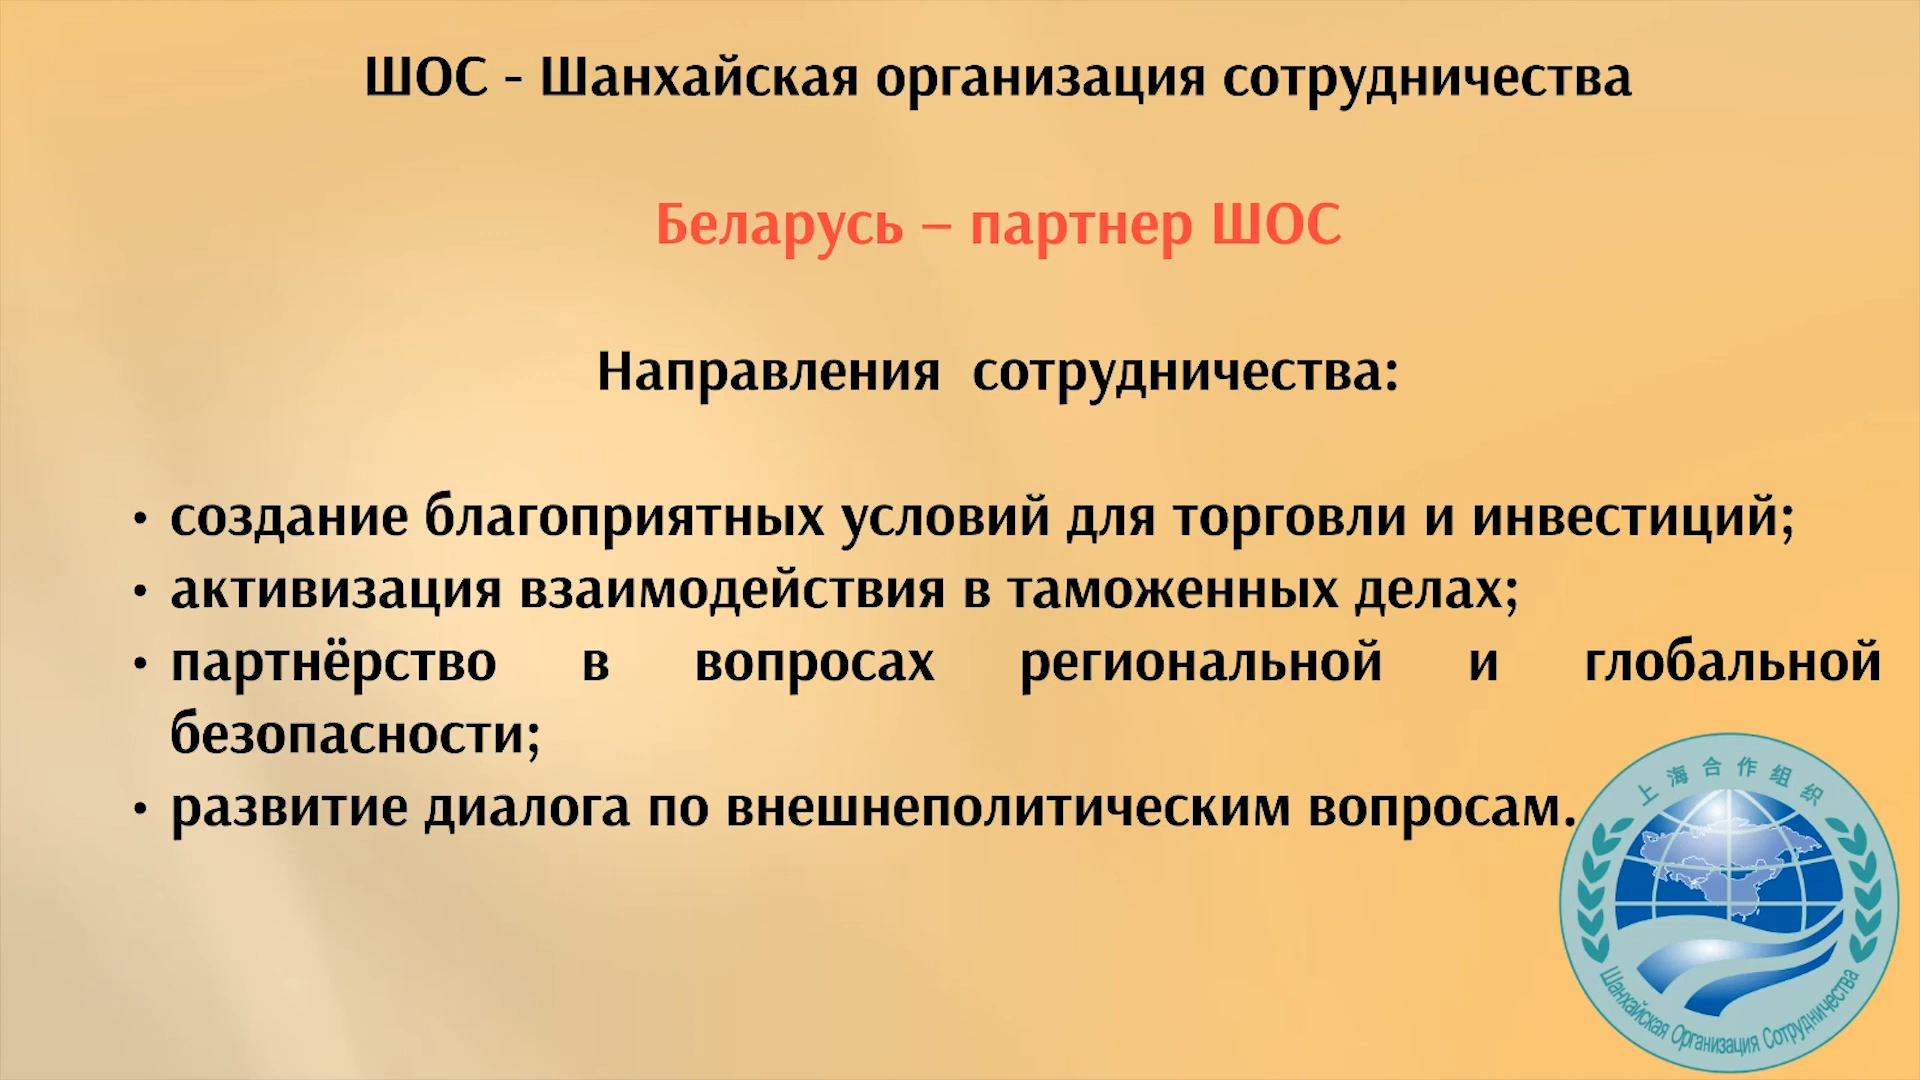 ШОС - Шанхайская организация сотрудничества
Беларусь – партнер ШОС
Направления сотрудничества:
• создание благоприятных условий для торговли и инвестиций;
• активизация взаимодействия в таможенных делах;
• партнёрство в вопросах региональной и глобальной
безопасности;
• развитие диалога по внешнеполитическим вопросам.
上海合作组织
Шанхайская Организация Сотрудничества